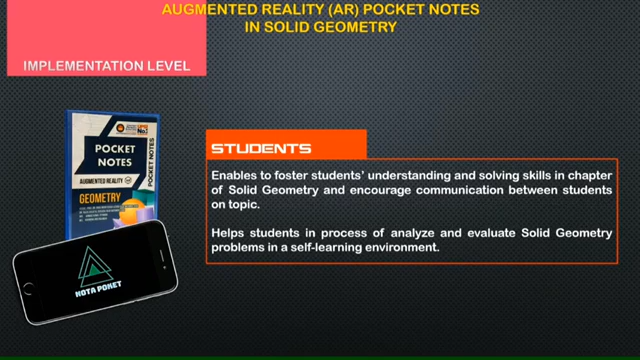 AUGMENTED REALITY (AR) POCKET NOTES
IN SOLID GEOMETRY
IMPLEMENTATION LEVEL
POCKET
NOTES
POCKET NOTES
AUGMENTED REALITY
GEOMETRY
KOTA POKET
STUDENTS
Enables to foster students' understanding and solving skills in chapter
of Solid Geometry and encourage communication between students
on topic.
Helps students in process of analyze and evaluate Solid Geometry
problems in a self-learning environment.